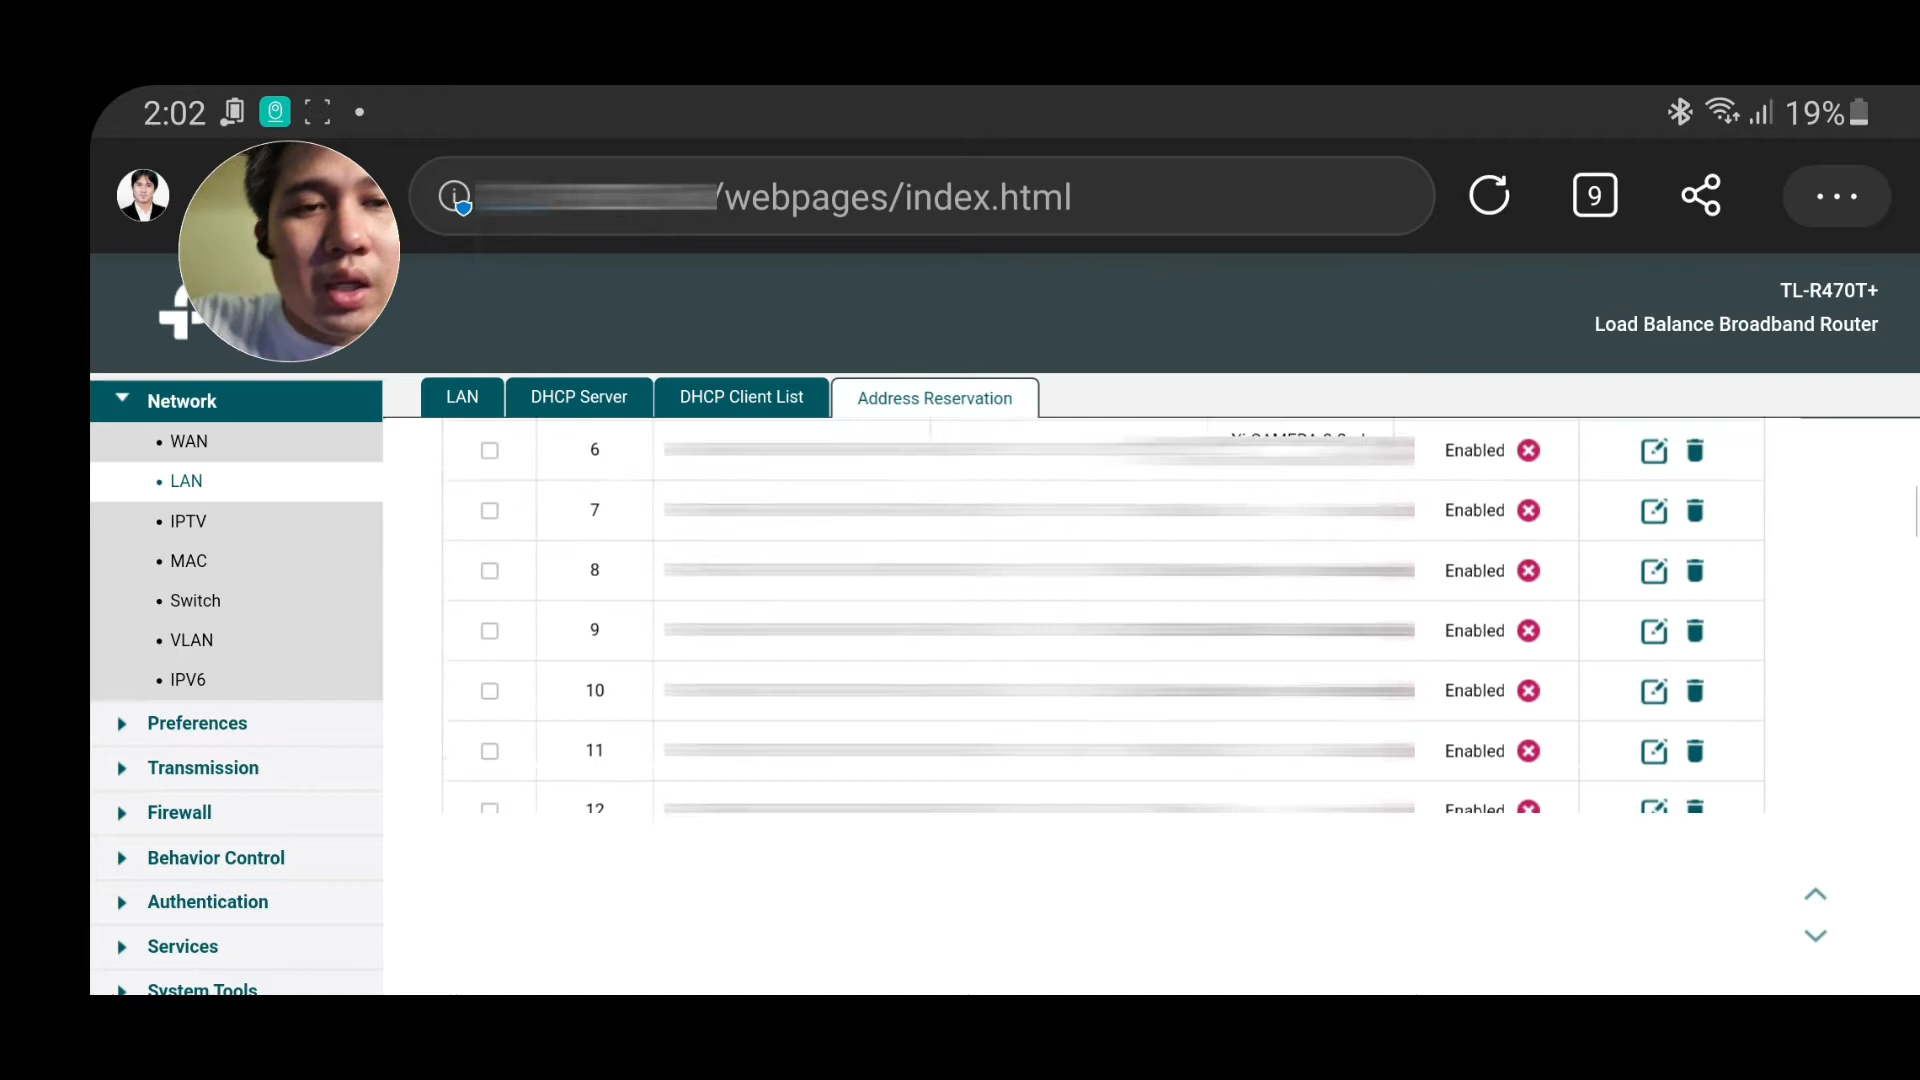 2:02
19%
/webpages/index.html
9
TL-R470T+
Load Balance Broadband Router
Network
WAN
LAN
IPTV
MAC
Switch
VLAN
IPV6
Preferences
Transmission
Firewall
Behavior Control
Authentication
Services
System Tools
LAN DHCP Server DHCP Client List Address Reservation
6 Enabled
7 Enabled
8 Enabled
9 Enabled
10 Enabled
11 Enabled
12 Enabled